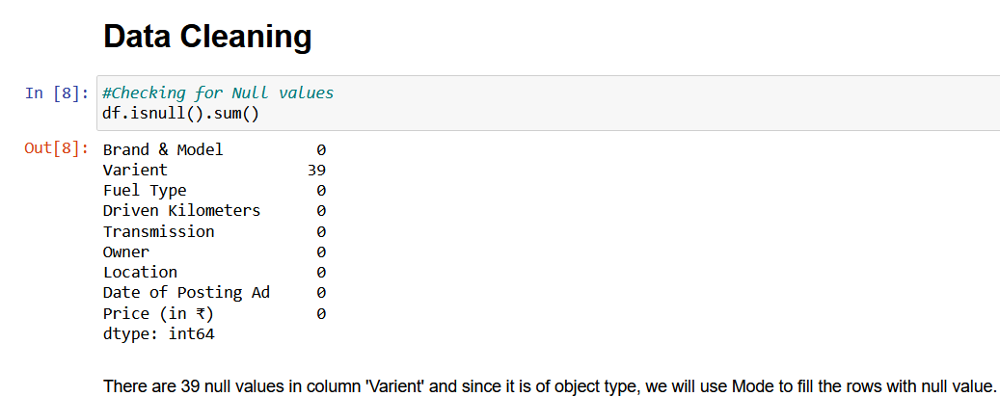 Data Cleaning
In [8]: #Checking for Null values
df.isnull().sum()
Out[8]: Brand & Model 0
Varient 39
Fuel Type 0
Driven Kilometers 0
Transmission 0
Owner 0
Location 0
Date of Posting Ad 0
Price (in ₹) 0
dtype: int64
There are 39 null values in column 'Varient' and since it is of object type, we will use Mode to fill the rows with null value.